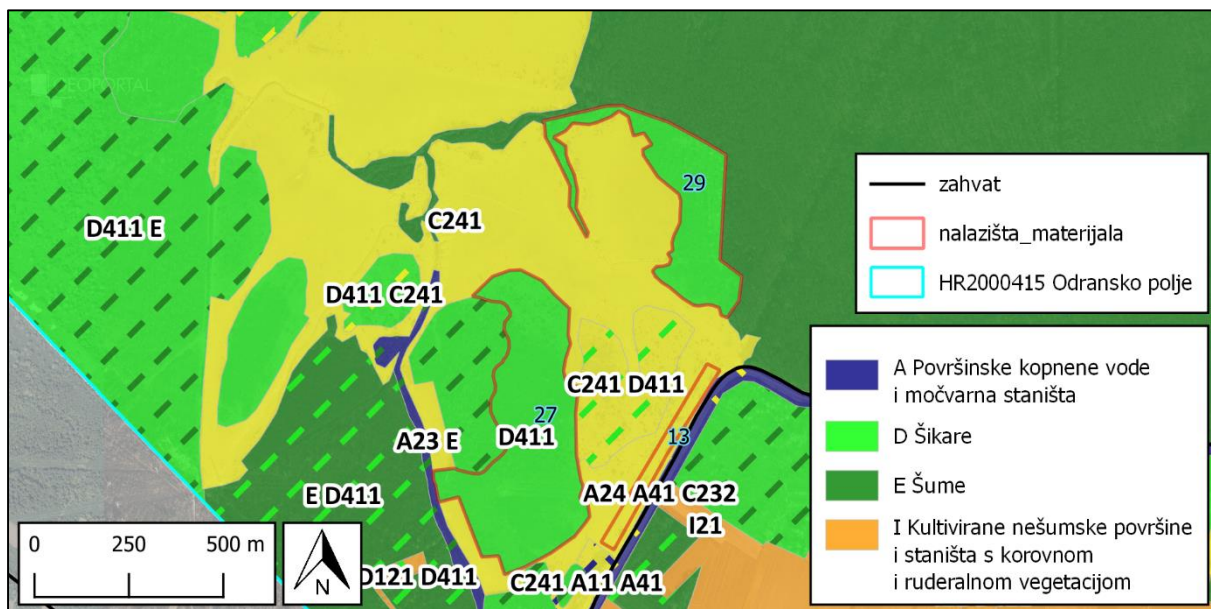 GEOPORTAL
29
zahvat
nalazišta_materijala
HR2000415 Odransko polje
D411 E
C241
D411 C241
C241 D411
A Površinske kopnene vode
i močvarna staništa
D Šikare
E Šume
I Kultivirane nešumske površine
i staništa s korovnom
i ruderalnom vegetacijom
27
13
D411
A23 E
E D411
A24 A41 C232
I21
0 250 500 m
N
D121 D411
C241 A11 A41